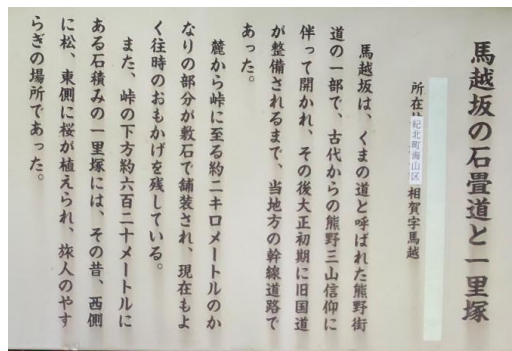 馬越坂の石畳道と一里塚
所在 紀北町海山区 相賀字馬越
馬越坂は、くまの道と呼ばれた熊野街
道の一部で、古代からの熊野三山信仰に
伴って開かれ、その後大正初期に旧国道
が整備されるまで、当地方の幹線道路で
あった。
麓から峠に至る約二キロメートルのか
なりの部分が敷石で舗装され、現在もよ
く往時のおもかげを残している。
また、峠の下方約六百二十メートルに
ある石積みの一里塚には、その昔、西側
に松、東側に桜が植えられ、旅人のやす
らぎの場所であった。